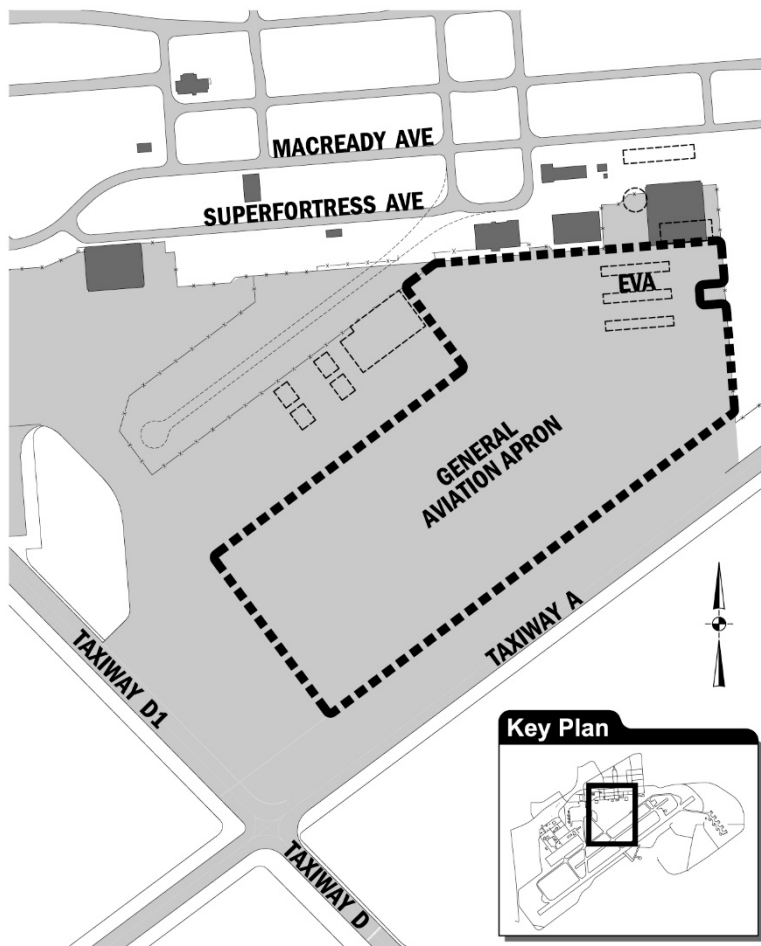 MACREADY AVE
SUPERFORTRESS AVE
EVA
GENERAL
AVIATION APRON
TAXIWAY A
TAXIWAY D1
TAXIWAY D
Key Plan